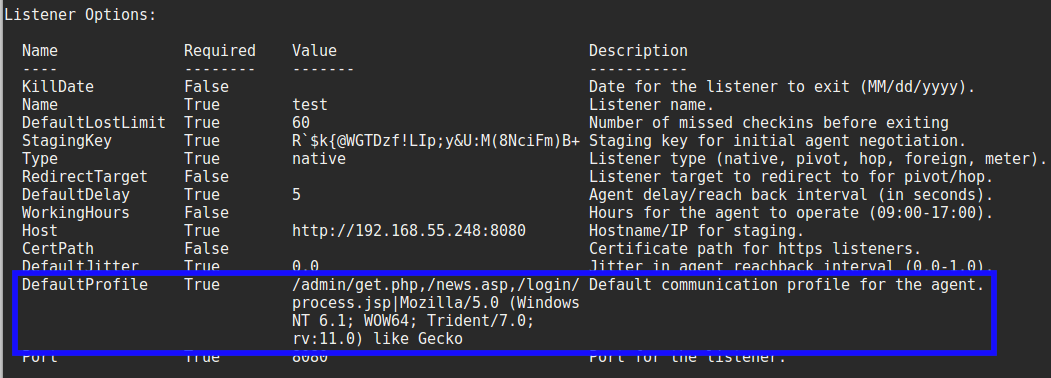 Listener Options:
Name Required Value Description
---- -------- ------- -----------
KillDate False Date for the listener to exit (MM/dd/yyyy).
Name True test Listener name.
DefaultLostLimit True 60 Number of missed checkins before exiting
StagingKey True R`$k{@WGTDzf!LIp;y&U:M(8NciFm)B+ Staging key for initial agent negotiation.
Type True native Listener type (native, pivot, hop, foreign, meter).
RedirectTarget False Listener target to redirect to for pivot/hop.
DefaultDelay True 5 Agent delay/reach back interval (in seconds).
WorkingHours False Hours for the agent to operate (09:00-17:00).
Host True http://192.168.55.248:8080 Hostname/IP for staging.
CertPath False Certificate path for https listeners.
DefaultJitter True 0.0 Jitter in agent reachback interval (0.0-1.0).
DefaultProfile True /admin/get.php,/news.asp,/login/ Default communication profile for the agent.
process.jsp|Mozilla/5.0 (Windows
NT 6.1; WOW64; Trident/7.0;
rv:11.0) like Gecko
Port True 8080 Port for the listener.